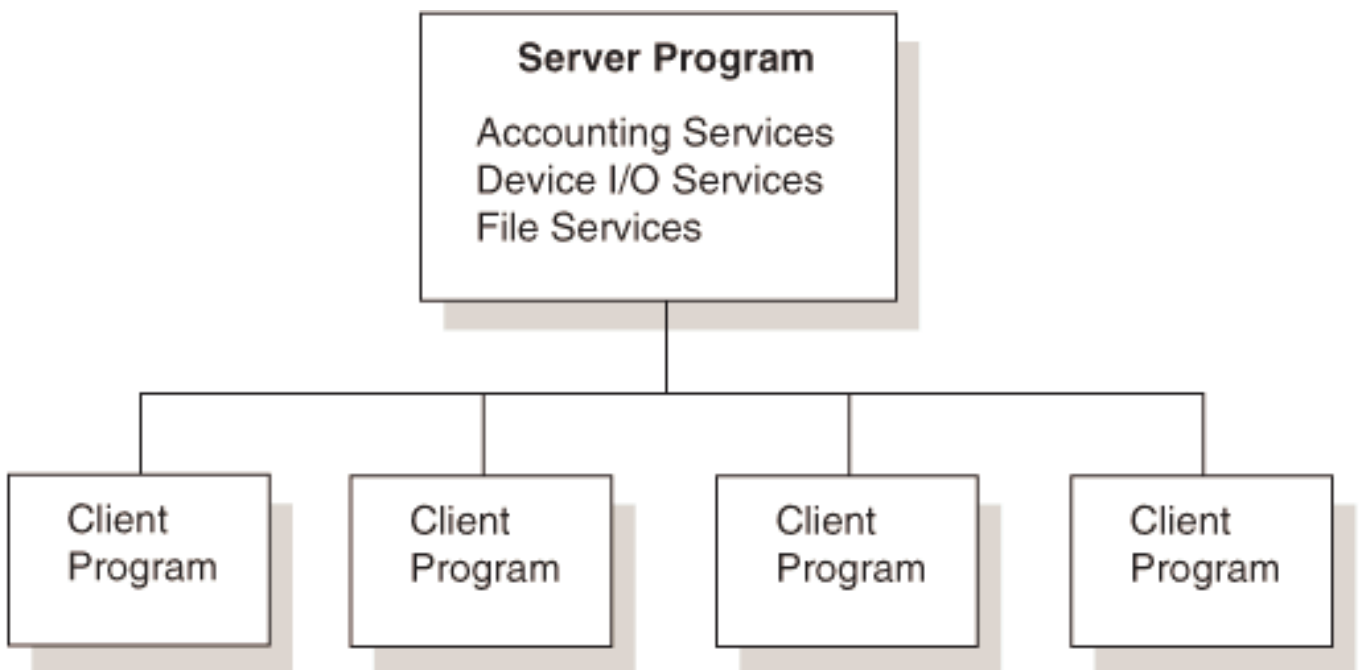 Server Program
Accounting Services
Device I/O Services
File Services
Client
Program
Client
Program
Client
Program
Client
Program